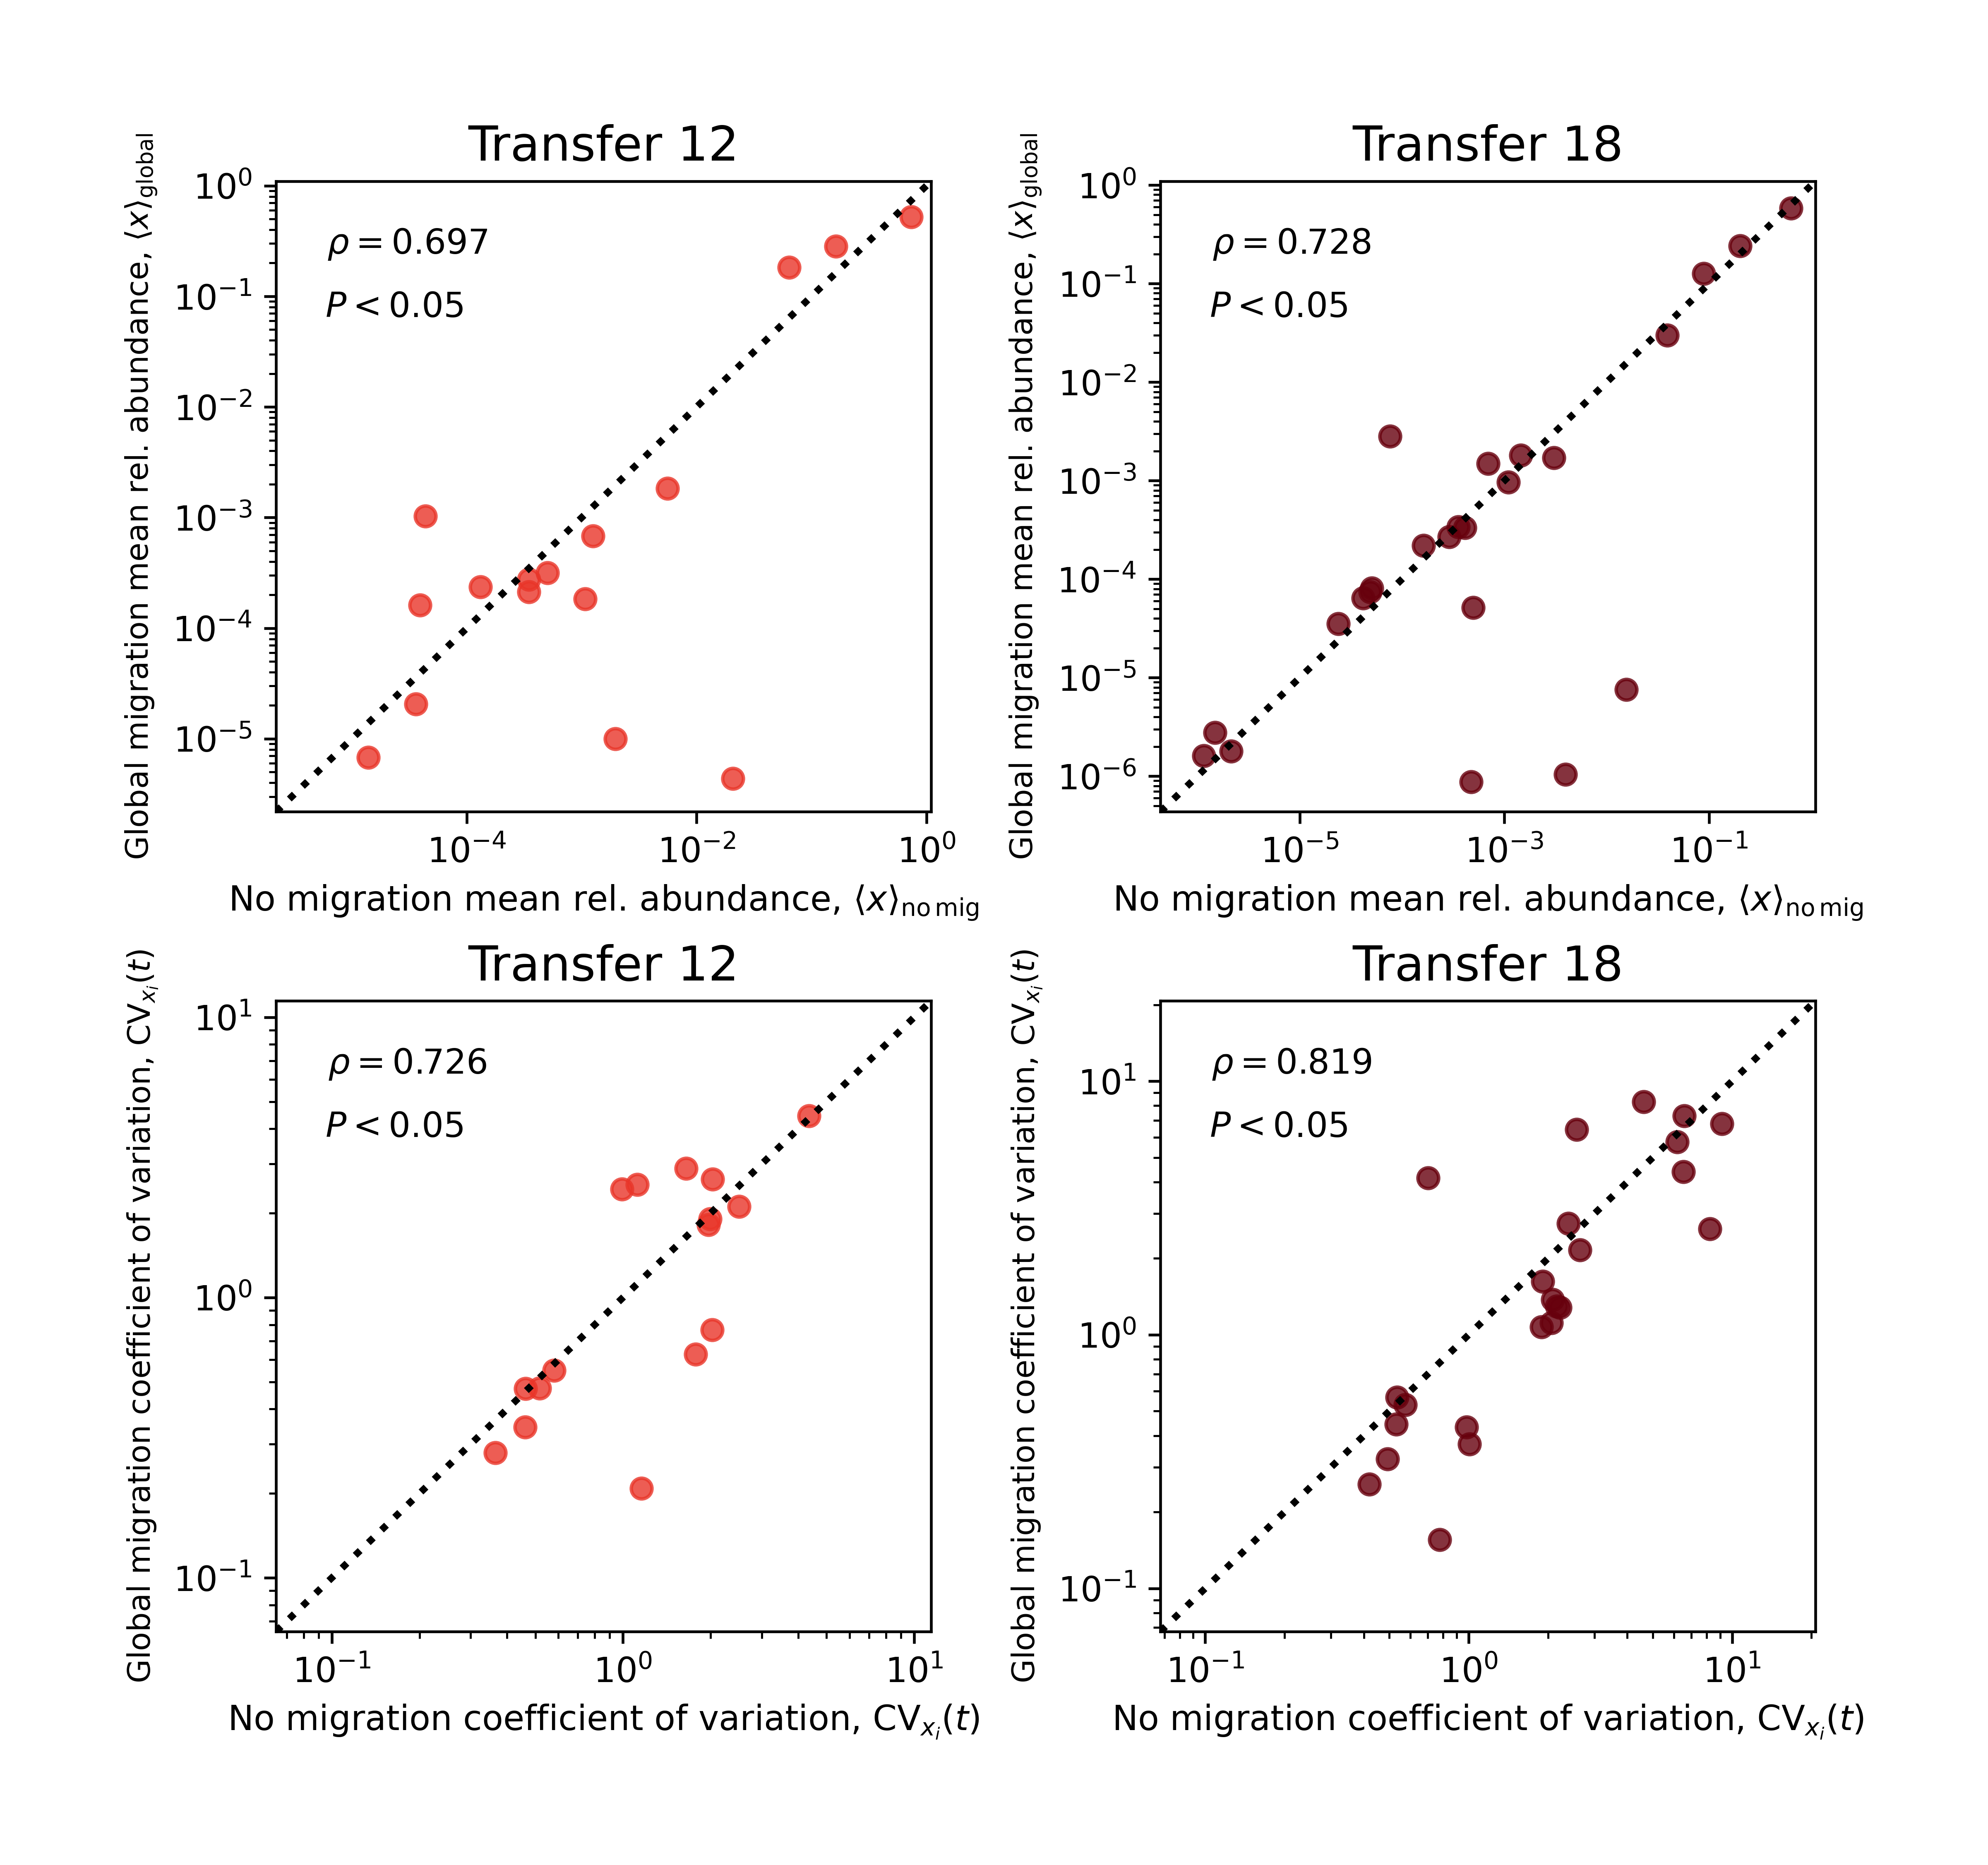 Transfer 12
Global migration mean rel. abundance, ⟨x⟩global
10⁰
10⁻¹
10⁻²
10⁻³
10⁻⁴
10⁻⁵
ρ = 0.697
P < 0.05
10⁻⁴ 10⁻² 10⁰
No migration mean rel. abundance, ⟨x⟩no mig
Transfer 18
Global migration mean rel. abundance, ⟨x⟩global
10⁰
10⁻¹
10⁻²
10⁻³
10⁻⁴
10⁻⁵
10⁻⁶
ρ = 0.728
P < 0.05
10⁻⁵ 10⁻³ 10⁻¹
No migration mean rel. abundance, ⟨x⟩no mig
Transfer 12
Global migration coefficient of variation, CVxᵢ(t)
10¹
10⁰
10⁻¹
ρ = 0.726
P < 0.05
10⁻¹ 10⁰ 10¹
No migration coefficient of variation, CVxᵢ(t)
Transfer 18
Global migration coefficient of variation, CVxᵢ(t)
10¹
10⁰
10⁻¹
ρ = 0.819
P < 0.05
10⁻¹ 10⁰ 10¹
No migration coefficient of variation, CVxᵢ(t)